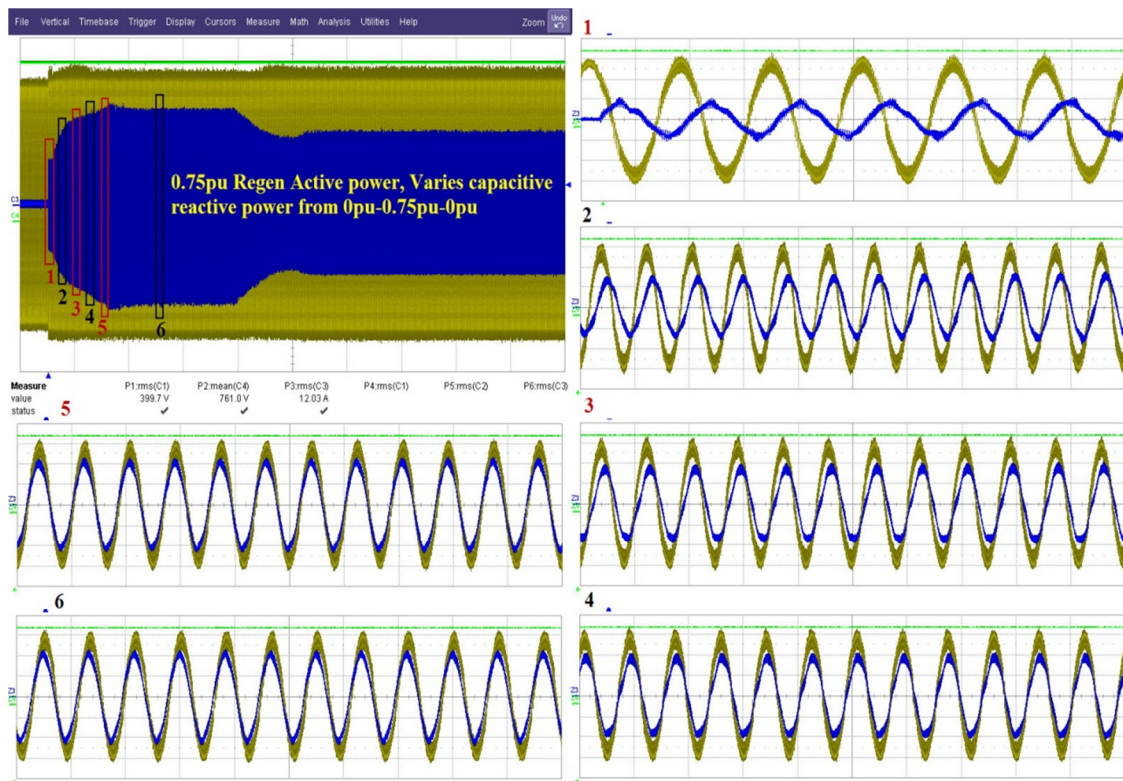 File Vertical Timebase Trigger Display Cursors Measure Math Analysis Utilities Help Zoom Undo
0.75pu Regen Active power, Varies capacitive
reactive power from 0pu-0.75pu-0pu
1
2
3
4
5
6
Measure P1:rms(C1) P2:mean(C4) P3:rms(C3) P4:rms(C1) P5:rms(C2) P6:rms(C3)
value 399.7 V 761.0 V 12.03 A
status
1
2
3
4
5
6